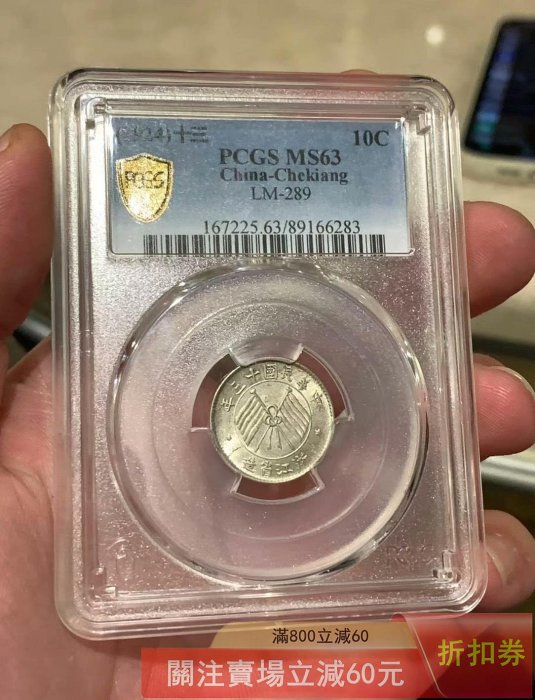 (1924)十三 10C
PCGS MS63
China-Chekiang
LM-289
167225.63/89166283
PCGS
中華民國十三年
浙江省造
滿800立減60
關注賣場立減60元
折扣券